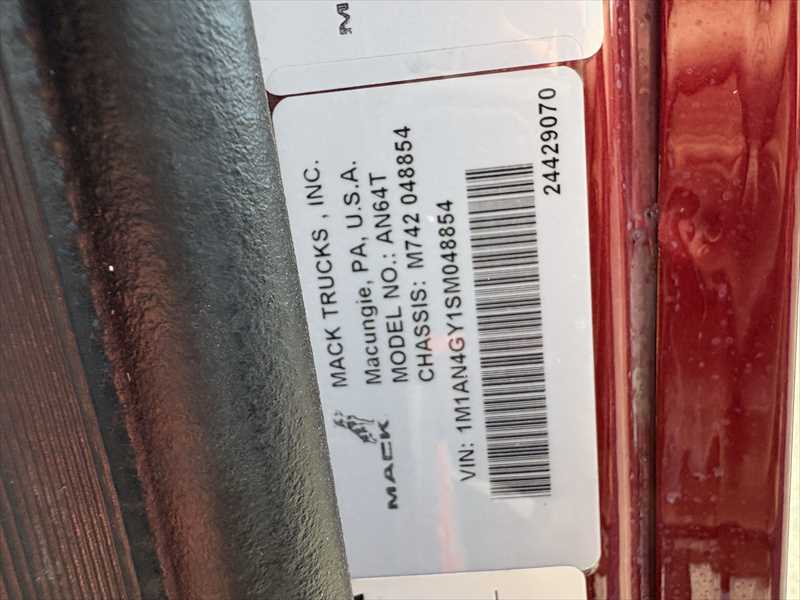 MACK
MACK TRUCKS , INC.
Macungie, PA, U.S.A.
MODEL NO.: AN64T
CHASSIS: M742 048854
VIN: 1M1AN4GY1SM048854
24429070